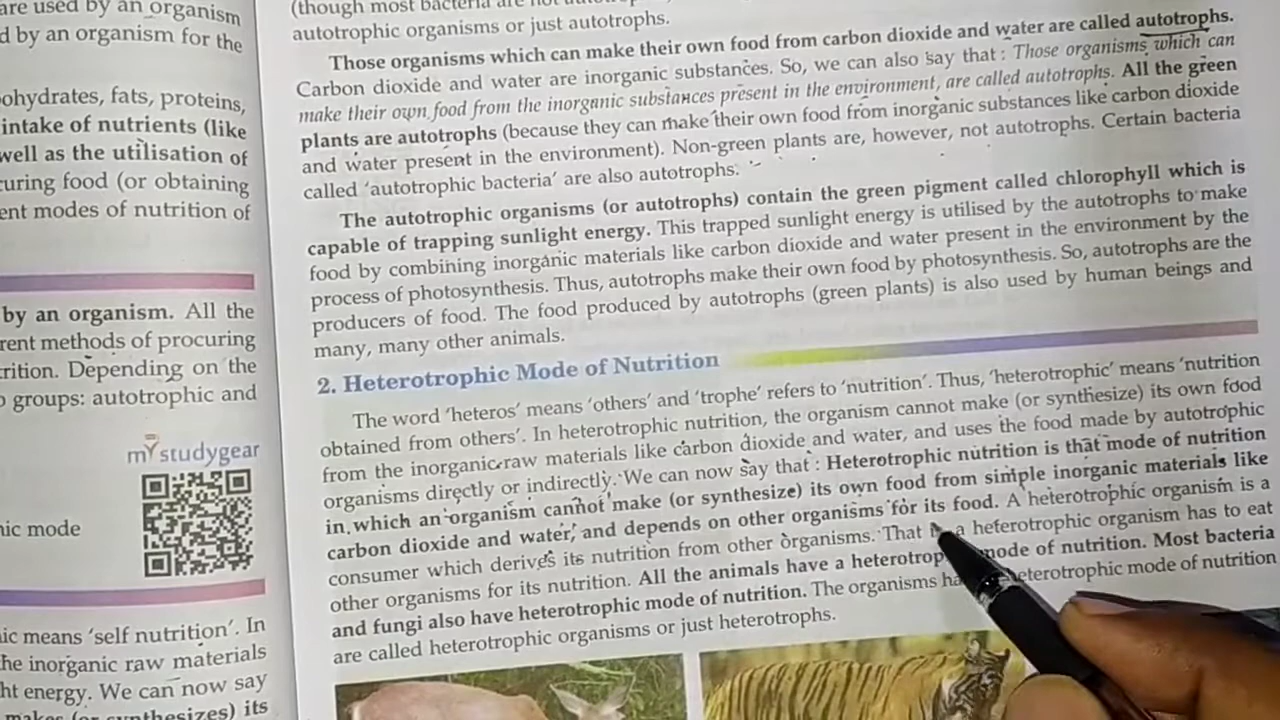 are used by an organism
d by an organism for the
ohydrates, fats, proteins,
intake of nutrients (like
well as the utilisation of
curing food (or obtaining
ent modes of nutrition of
by an organism. All the
rent methods of procuring
rition. Depending on the
o groups: autotrophic and
mystudygear
nic mode
ic means 'self nutrition'. In
he inorganic raw materials
ht energy. We can now say
makes (or synthesizes) its
(though most bacteria are not
autotrophic organisms or just autotrophs.
Those organisms which can make their own food from carbon dioxide and water are called autotrophs.
Carbon dioxide and water are inorganic substances. So, we can also say that : Those organisms which can
make their own food from the inorganic substances present in the environment, are called autotrophs. All the green
plants are autotrophs (because they can make their own food from inorganic substances like carbon dioxide
and water present in the environment). Non-green plants are, however, not autotrophs. Certain bacteria
called 'autotrophic bacteria' are also autotrophs.
The autotrophic organisms (or autotrophs) contain the green pigment called chlorophyll which is
capable of trapping sunlight energy. This trapped sunlight energy is utilised by the autotrophs to make
food by combining inorganic materials like carbon dioxide and water present in the environment by the
process of photosynthesis. Thus, autotrophs make their own food by photosynthesis. So, autotrophs are the
producers of food. The food produced by autotrophs (green plants) is also used by human beings and
many, many other animals.
2. Heterotrophic Mode of Nutrition
The word 'heteros' means 'others' and 'trophe' refers to 'nutrition'. Thus, 'heterotrophic' means 'nutrition
obtained from others'. In heterotrophic nutrition, the organism cannot make (or synthesize) its own food
from the inorganic raw materials like carbon dioxide and water, and uses the food made by autotrophic
organisms directly or indirectly. We can now say that : Heterotrophic nutrition is that mode of nutrition
in which an organism cannot make (or synthesize) its own food from simple inorganic materials like
carbon dioxide and water, and depends on other organisms for its food. A heterotrophic organism is a
consumer which derives its nutrition from other organisms. That a heterotrophic organism has to eat
other organisms for its nutrition. All the animals have a heterotrop mode of nutrition. Most bacteria
and fungi also have heterotrophic mode of nutrition. The organisms ha heterotrophic mode of nutrition
are called heterotrophic organisms or just heterotrophs.